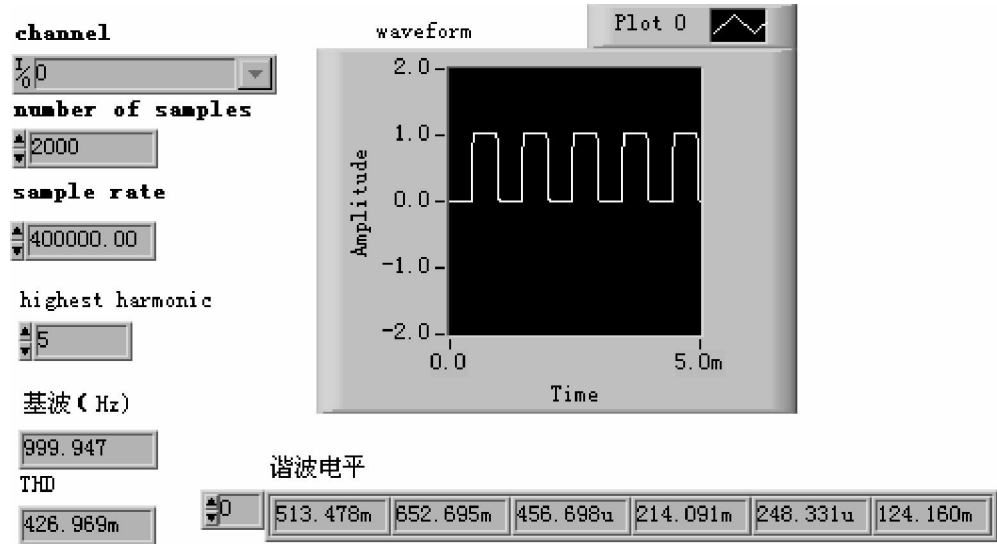 channel
I/O 0
number of samples
2000
sample rate
400000.00
highest harmonic
5
基波(Hz)
999.947
THD
426.969m
waveform
Plot 0
2.0
1.0
0.0
-1.0
-2.0
Amplitude
0.0
5.0m
Time
谐波电平
0
513.478m
652.695m
456.698u
214.091m
248.331u
124.160m